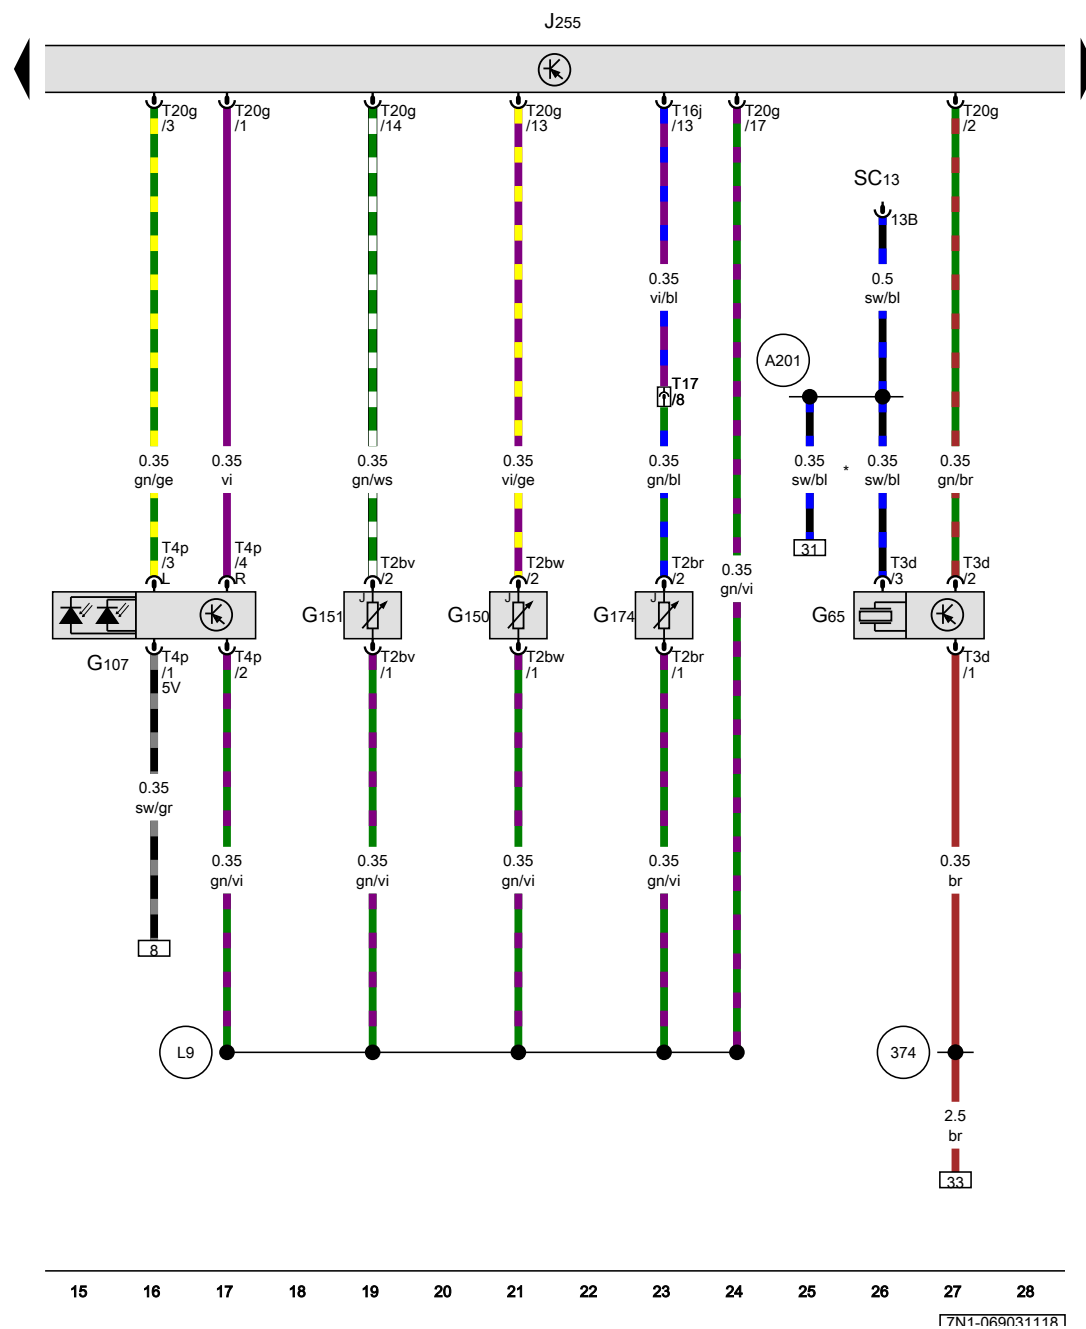 J255
T20g
/3
T20g
/1
T20g
/14
T20g
/13
T16j
/13
T20g
/17
T20g
/2
SC13
13B
0.35
vi/bl
0.5
sw/bl
A201
T17
/8
0.35
gn/ge
0.35
vi
0.35
gn/ws
0.35
vi/ge
0.35
gn/bl
0.35
sw/bl
*
0.35
sw/bl
0.35
gn/br
31
T4p
/3
L
T4p
/4
R
T2bv
/2
T2bw
/2
T2br
/2
0.35
gn/vi
T3d
/3
T3d
/2
J
J
J
G151
G150
G174
G65
G107
T4p
/1
5V
T4p
/2
T2bv
/1
T2bw
/1
T2br
/1
T3d
/1
0.35
sw/gr
0.35
gn/vi
0.35
gn/vi
0.35
gn/vi
0.35
gn/vi
0.35
br
8
L9
374
2.5
br
33
15 16 17 18 19 20 21 22 23 24 25 26 27 28
7N1-069031118